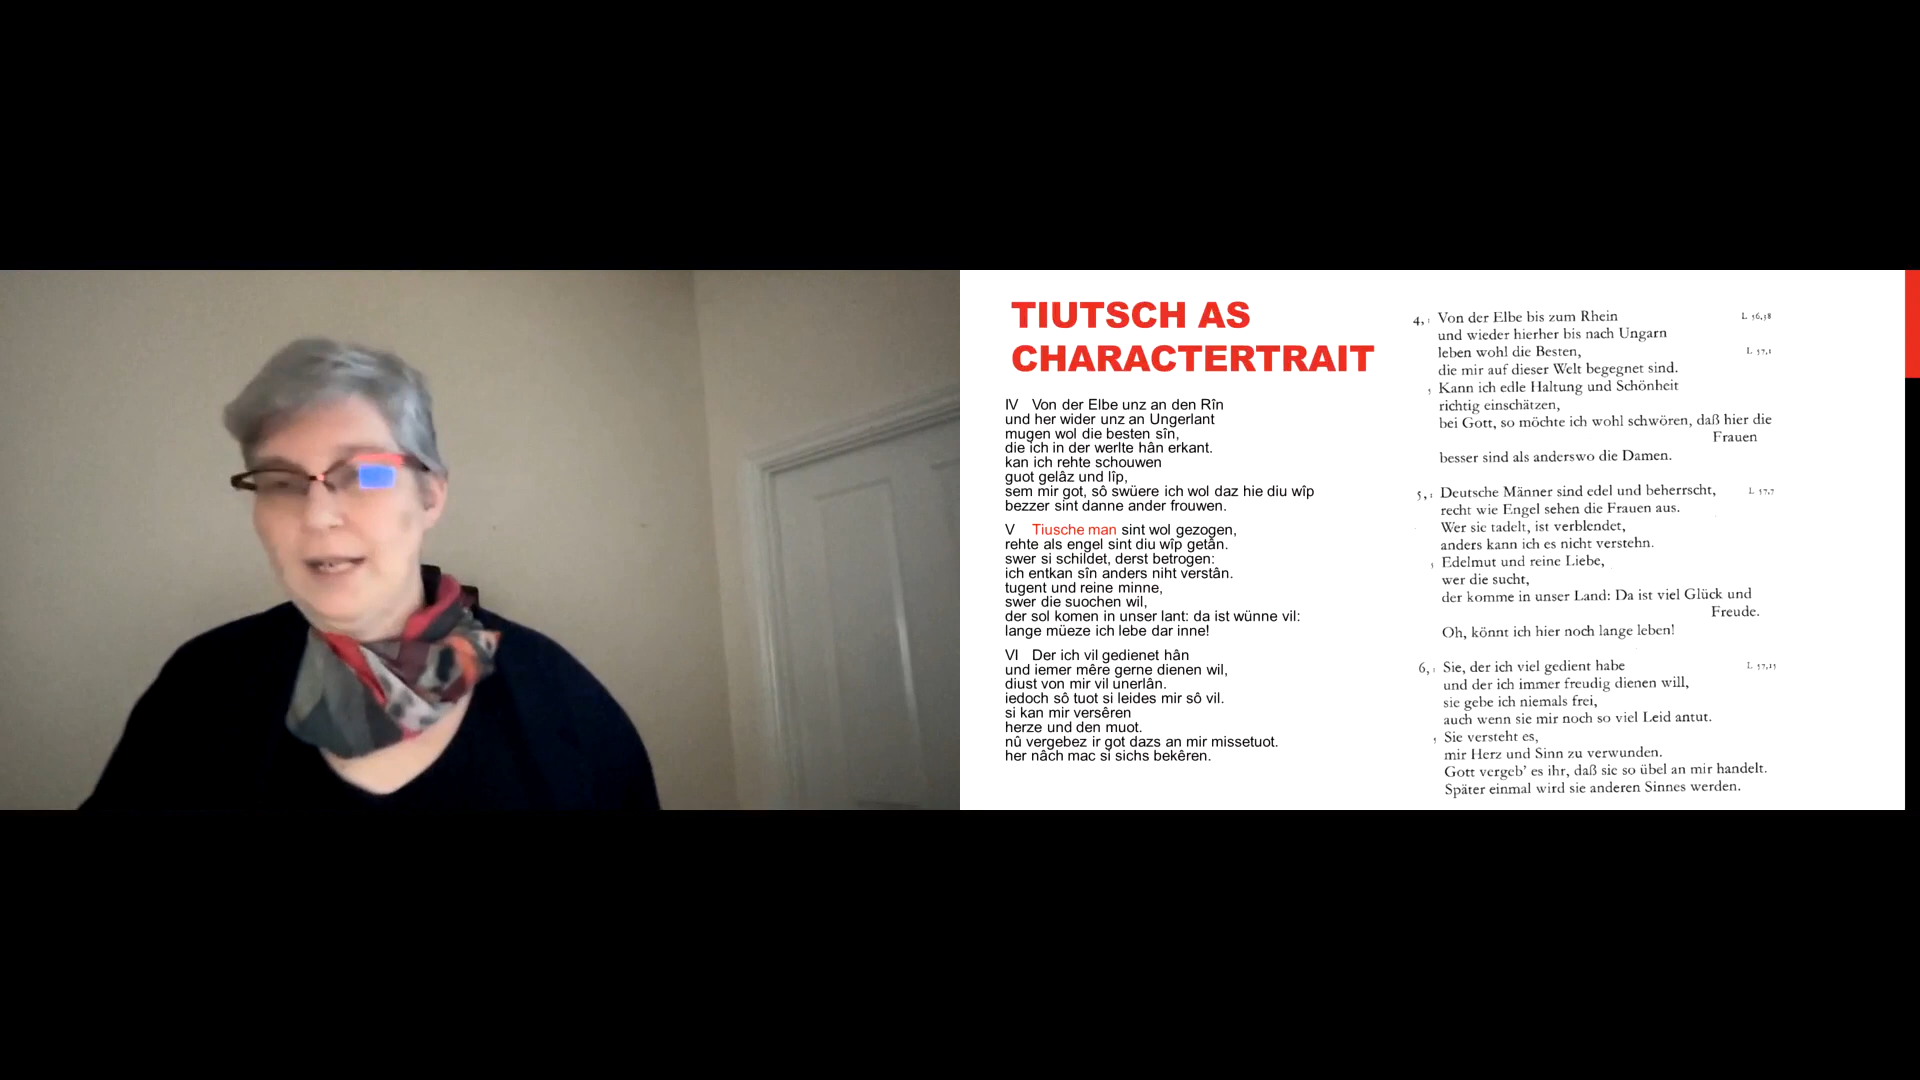 TIUTSCH AS
CHARACTERTRAIT
IV Von der Elbe unz an den Rîn
und her wider unz an Ungerlant
mugen wol die besten sîn,
die ich in der werlte hân erkant.
kan ich rehte schouwen
guot gelâz und lîp,
sem mir got, sô swüere ich wol daz hie diu wîp
bezzer sint danne ander frouwen.
V Tiusche man sint wol gezogen,
rehte als engel sint diu wîp getân.
swer si schildet, derst betrogen:
ich entkan sîn anders niht verstân.
tugent und reine minne,
swer die suochen wil,
der sol komen in unser lant: da ist wünne vil:
lange müeze ich lebe dar inne!
VI Der ich vil gedienet hân
und iemer mêre gerne dienen wil,
diust von mir vil unerlân.
iedoch sô tuot si leides mir sô vil.
si kan mir versêren
herze und den muot.
nû vergebez ir got dazs an mir missetuot.
her nâch mac si sichs bekêren.
4, Von der Elbe bis zum Rhein L 56,38
und wieder hierher bis nach Ungarn
leben wohl die Besten, L 57,1
die mir auf dieser Welt begegnet sind.
5 Kann ich edle Haltung und Schönheit
richtig einschätzen,
bei Gott, so möchte ich wohl schwören, daß hier die
Frauen
besser sind als anderswo die Damen.
5, Deutsche Männer sind edel und beherrscht, L 57,7
recht wie Engel sehen die Frauen aus.
Wer sie tadelt, ist verblendet,
anders kann ich es nicht verstehn.
5 Edelmut und reine Liebe,
wer die sucht,
der komme in unser Land: Da ist viel Glück und
Freude.
Oh, könnt ich hier noch lange leben!
6, Sie, der ich viel gedient habe L 57,15
und der ich immer freudig dienen will,
sie gebe ich niemals frei,
auch wenn sie mir noch so viel Leid antut.
5 Sie versteht es,
mir Herz und Sinn zu verwunden.
Gott vergeb' es ihr, daß sie so übel an mir handelt.
Später einmal wird sie anderen Sinnes werden.